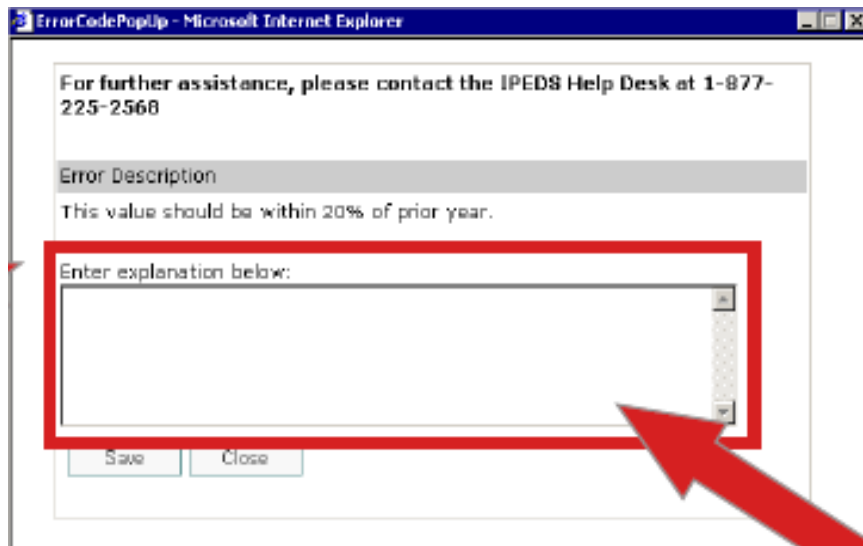 ErrorCodePopUp - Microsoft Internet Explorer
For further assistance, please contact the IPEDS Help Desk at 1-877-
225-2568
Error Description
This value should be within 20% of prior year.
Enter explanation below:
Save Close